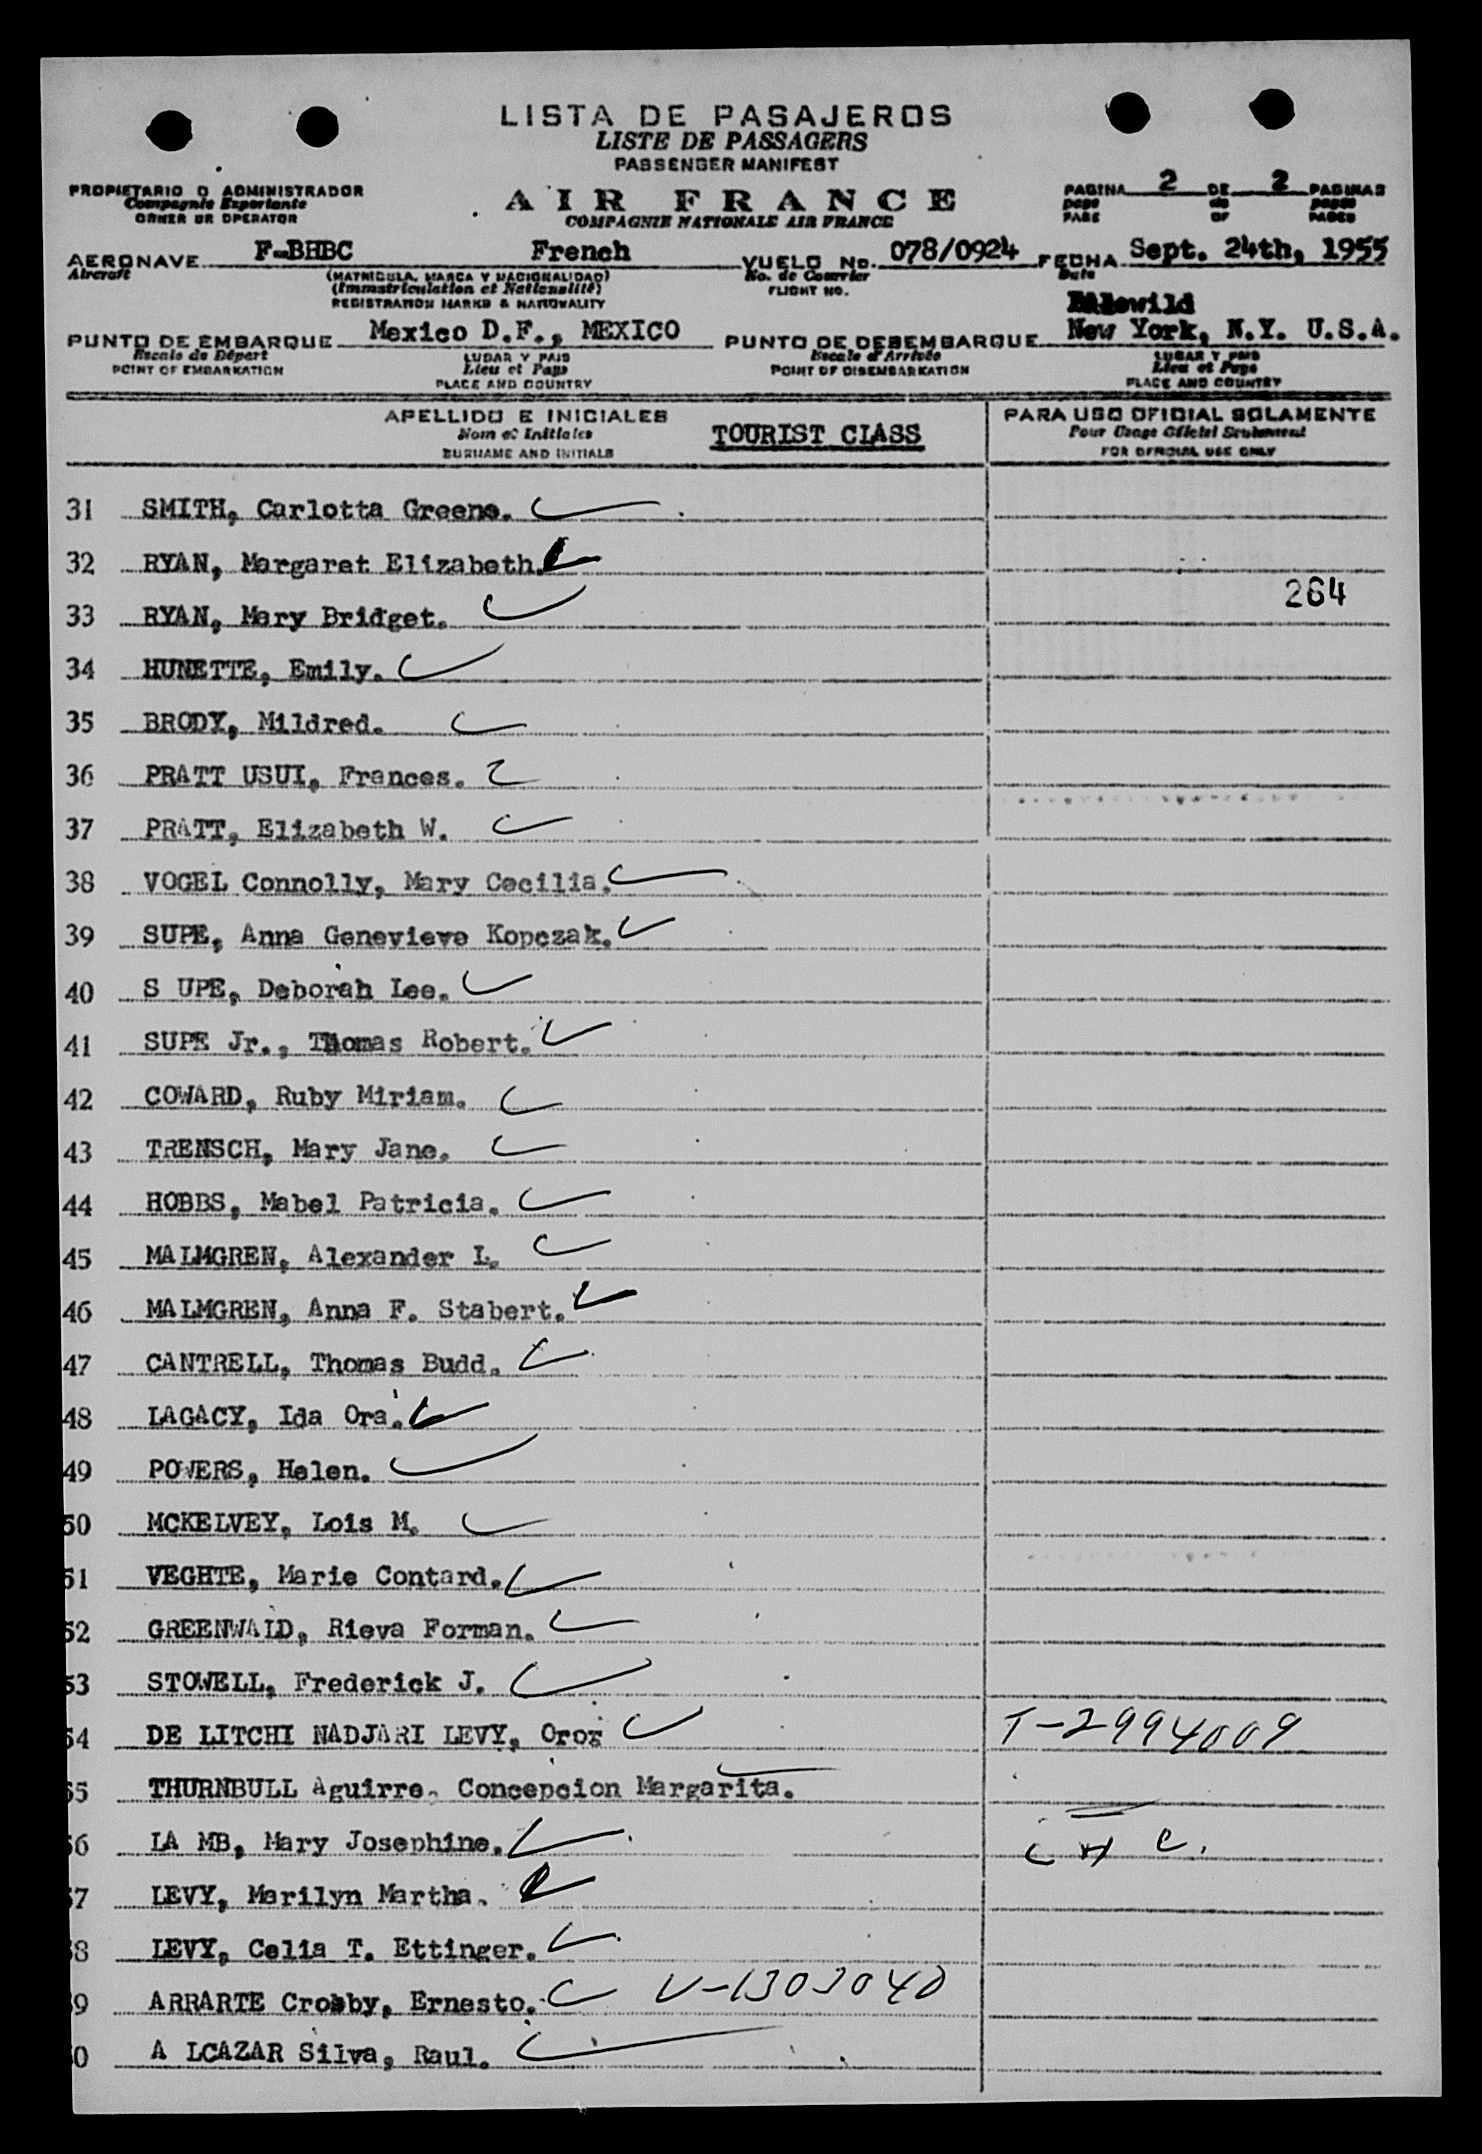 LISTA DE PASAJEROS
LISTE DE PASSAGERS
PASSENGER MANIFEST
PROPIETARIO O ADMINISTRADOR
Compagnie Exportante
OWNER OR OPERATOR
AIR FRANCE
COMPAGNIE NATIONALE AIR FRANCE
PAGINA 2 DE 2 PAGINAS
page de pages
PAGE OF PAGES
AERONAVE F-BHBC French VUELO No. 078/0924 FECHA Sept. 24th, 1955
Aircraft (MATRICULA, MARCA Y NACIONALIDAD) No. de Courrier Date
(Immatriculation et Nationalité) FLIGHT NO.
REGISTRATION MARKS & NATIONALITY
Idlewild
PUNTO DE EMBARQUE Mexico D.F., MEXICO PUNTO DE DESEMBARQUE New York, N.Y. U.S.A.
Escale de Départ LUGAR Y PAIS Escale d'Arrivée LUGAR Y PAIS
POINT OF EMBARKATION Lieu et Pays POINT OF DISEMBARKATION Lieu et Pays
PLACE AND COUNTRY PLACE AND COUNTRY
APELLIDO E INICIALES PARA USO OFICIAL SOLAMENTE
Nom et Initiales TOURIST CLASS Pour Usage Officiel Seulement
SURNAME AND INITIALS FOR OFFICIAL USE ONLY
31 SMITH, Carlotta Greene.
32 RYAN, Margaret Elizabeth.
264
33 RYAN, Mary Bridget.
34 HUNETTE, Emily.
35 BRODY, Mildred.
36 PRATT USUI, Frances.
37 PRATT, Elizabeth W.
38 VOGEL Connolly, Mary Cecilia.
39 SUPE, Anna Genevieve Kopczak.
40 S UPE, Deborah Lee.
41 SUPE Jr., Thomas Robert.
42 COWARD, Ruby Miriam.
43 TRENSCH, Mary Jane.
44 HOBBS, Mabel Patricia.
45 MALMGREN, Alexander L.
46 MALMGREN, Anna F. Stabert.
47 CANTRELL, Thomas Budd.
48 LAGACY, Ida Ora.
49 POWERS, Helen.
50 MCKELVEY, Lois M.
51 VEGHTE, Marie Contard.
52 GREENWALD, Rieva Forman.
53 STOWELL, Frederick J.
54 DE LITCHI NADJARI LEVY, Oroz T-2994009
55 THURNBULL Aguirre, Concepcion Margarita.
56 LA MB, Mary Josephine.
57 LEVY, Marilyn Martha.
58 LEVY, Celia T. Ettinger.
9 ARRARTE Crosby, Ernesto. V-1303040
0 A LCAZAR Silva, Raul.